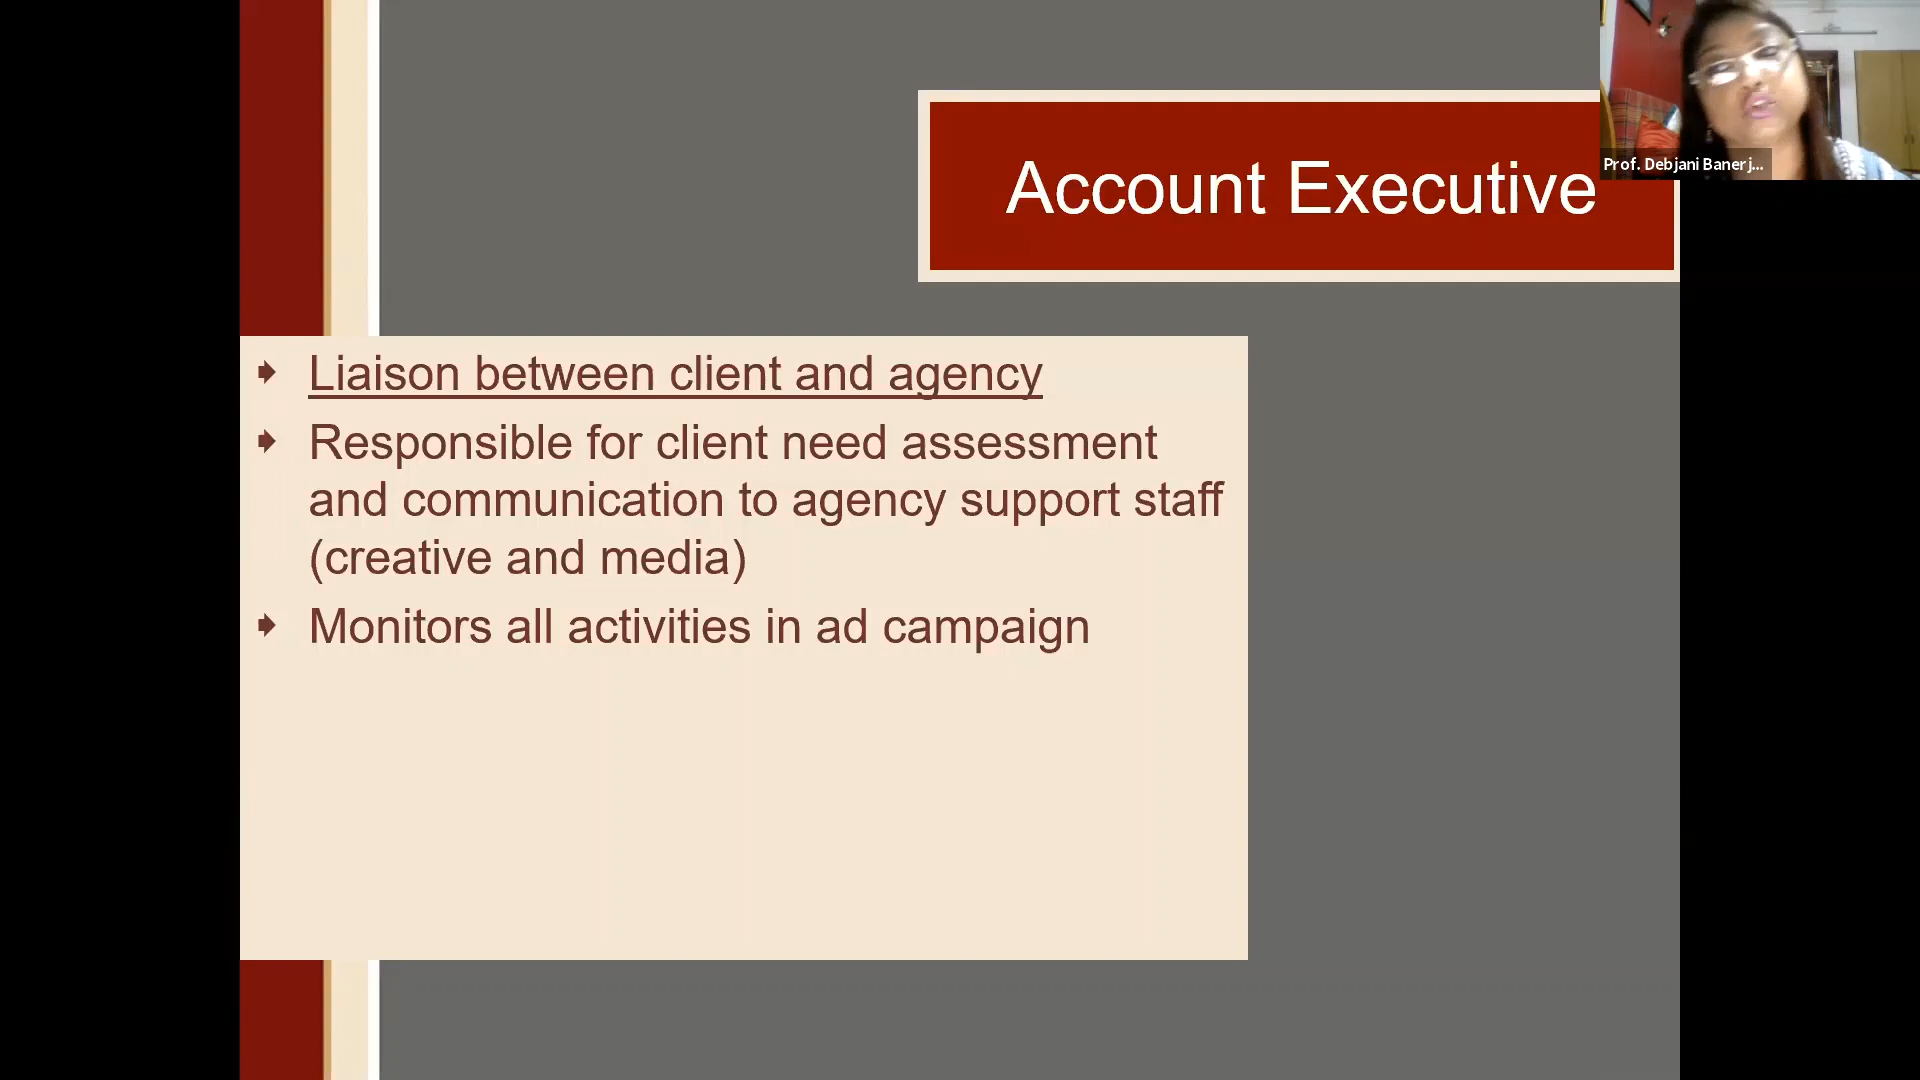 Account Executive
Prof. Debjani Banerj...
Liaison between client and agency
Responsible for client need assessment
and communication to agency support staff
(creative and media)
Monitors all activities in ad campaign